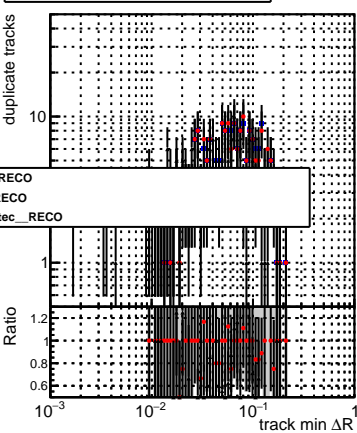 duplicate tracks
10
RECO
RECO
tec__RECO
1
Ratio
1.2
1
0.8
0.6
10⁻³ 10⁻² 10⁻¹ 1
track min ΔR